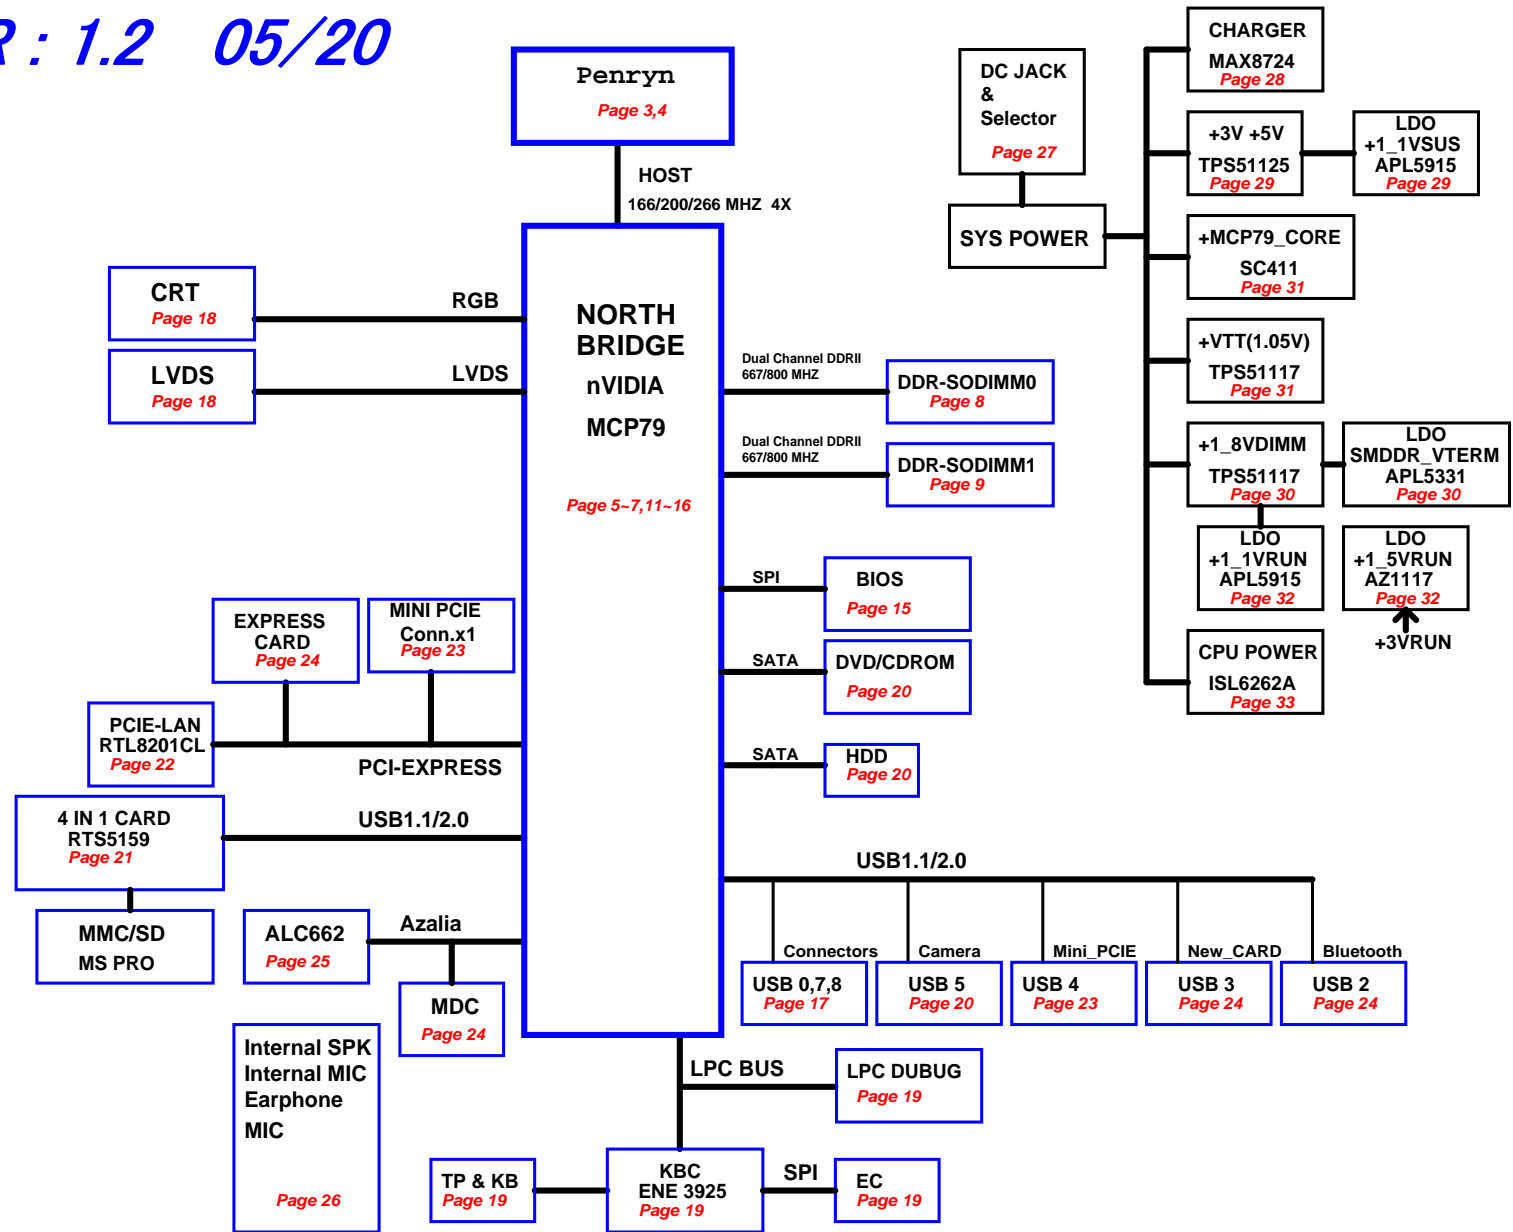 R : 1.2 05/20
Penryn
Page 3,4
HOST
166/200/266 MHZ 4X
DC JACK
&
Selector
Page 27
SYS POWER
CHARGER
MAX8724
Page 28
+3V +5V
TPS51125
Page 29
LDO
+1_1VSUS
APL5915
Page 29
+MCP79_CORE
SC411
Page 31
+VTT(1.05V)
TPS51117
Page 31
+1_8VDIMM
TPS51117
Page 30
LDO
SMDDR_VTERM
APL5331
Page 30
LDO
+1_1VRUN
APL5915
Page 32
LDO
+1_5VRUN
AZ1117
Page 32
+3VRUN
CPU POWER
ISL6262A
Page 33
CRT
Page 18
RGB
LVDS
Page 18
LVDS
NORTH
BRIDGE
nVIDIA
MCP79
Page 5~7,11~16
Dual Channel DDRII
667/800 MHZ
DDR-SODIMM0
Page 8
Dual Channel DDRII
667/800 MHZ
DDR-SODIMM1
Page 9
SPI
BIOS
Page 15
SATA
DVD/CDROM
Page 20
SATA
HDD
Page 20
EXPRESS
CARD
Page 24
MINI PCIE
Conn.x1
Page 23
PCIE-LAN
RTL8201CL
Page 22
PCI-EXPRESS
4 IN 1 CARD
RTS5159
Page 21
USB1.1/2.0
MMC/SD
MS PRO
ALC662
Page 25
Azalia
MDC
Page 24
USB1.1/2.0
Connectors
USB 0,7,8
Page 17
Camera
USB 5
Page 20
Mini_PCIE
USB 4
Page 23
New_CARD
USB 3
Page 24
Bluetooth
USB 2
Page 24
Internal SPK
Internal MIC
Earphone
MIC
Page 26
LPC BUS
LPC DUBUG
Page 19
TP & KB
Page 19
KBC
ENE 3925
Page 19
SPI
EC
Page 19